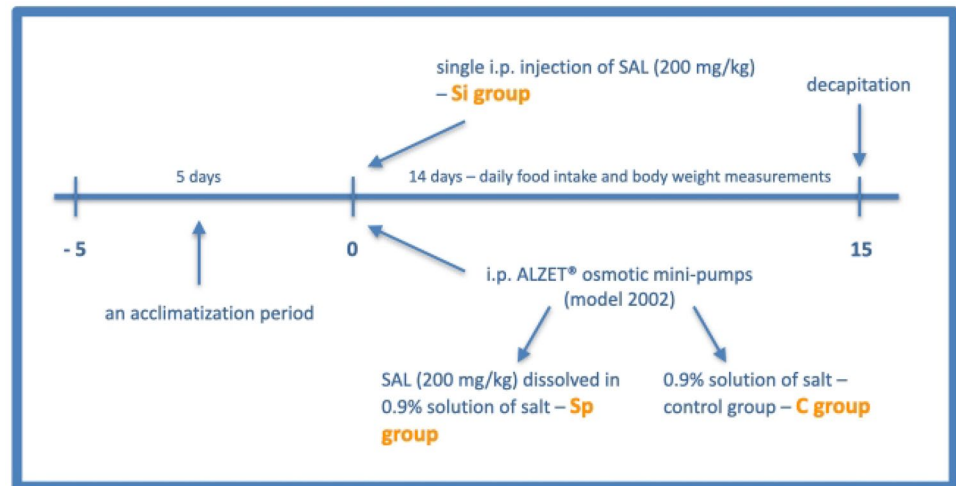 single i.p. injection of SAL (200 mg/kg)
– Si group
decapitation
5 days
14 days – daily food intake and body weight measurements
- 5
0
15
i.p. ALZET® osmotic mini-pumps
(model 2002)
an acclimatization period
SAL (200 mg/kg) dissolved in
0.9% solution of salt – Sp
group
0.9% solution of salt –
control group – C group